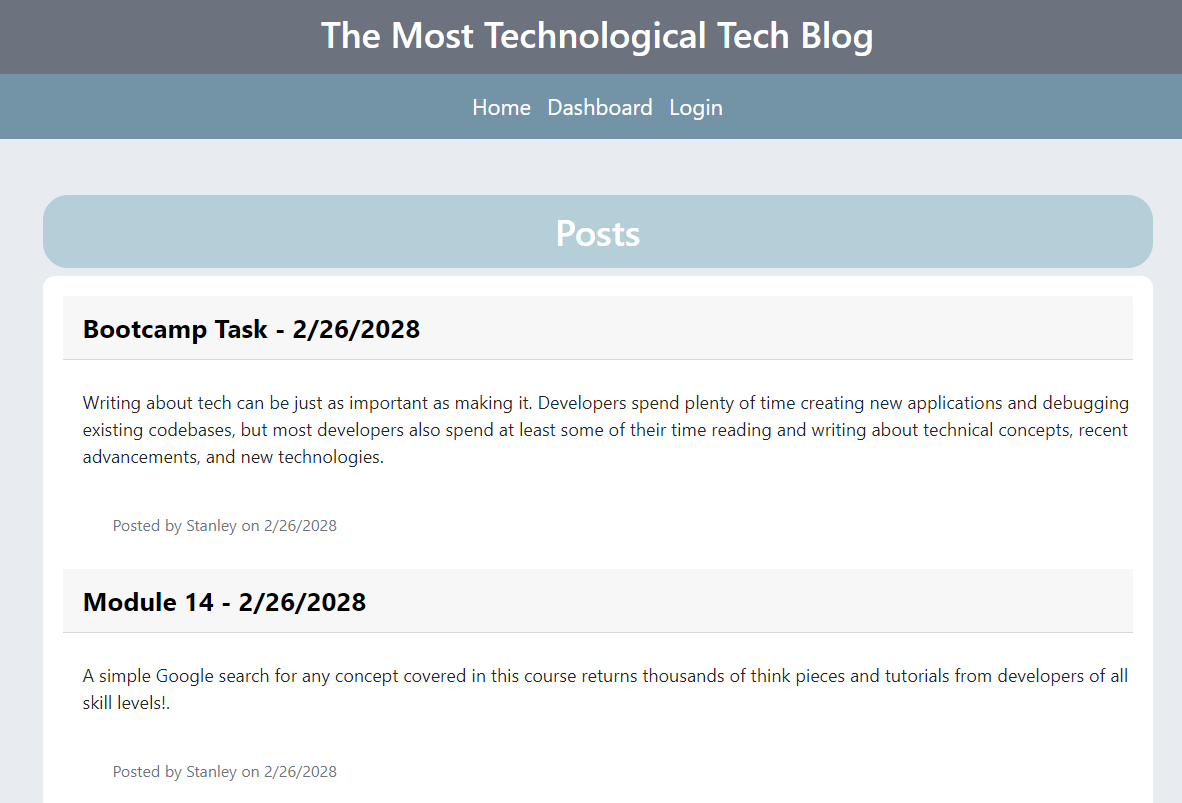 The Most Technological Tech Blog
Home Dashboard Login
Posts
Bootcamp Task - 2/26/2028
Writing about tech can be just as important as making it. Developers spend plenty of time creating new applications and debugging
existing codebases, but most developers also spend at least some of their time reading and writing about technical concepts, recent
advancements, and new technologies.
Posted by Stanley on 2/26/2028
Module 14 - 2/26/2028
A simple Google search for any concept covered in this course returns thousands of think pieces and tutorials from developers of all
skill levels!.
Posted by Stanley on 2/26/2028